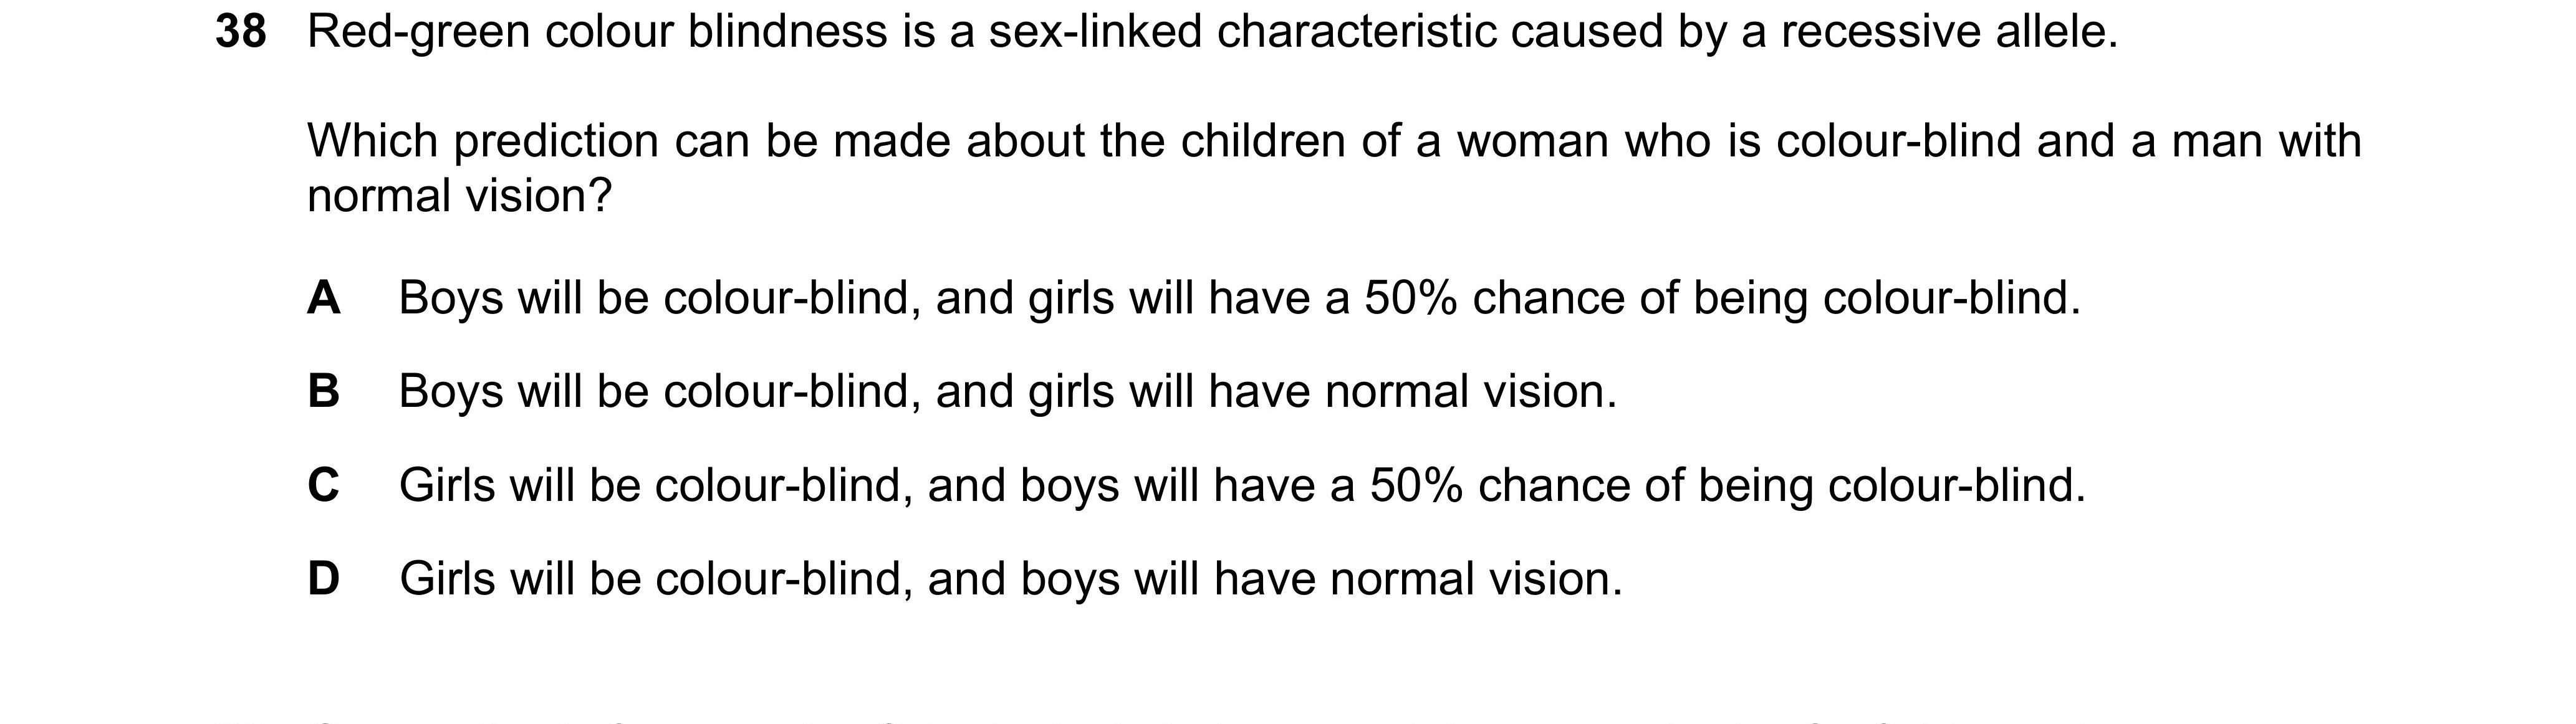 38 Red-green colour blindness is a sex-linked characteristic caused by a recessive allele.
Which prediction can be made about the children of a woman who is colour-blind and a man with
normal vision?
A Boys will be colour-blind, and girls will have a 50% chance of being colour-blind.
B Boys will be colour-blind, and girls will have normal vision.
C Girls will be colour-blind, and boys will have a 50% chance of being colour-blind.
D Girls will be colour-blind, and boys will have normal vision.